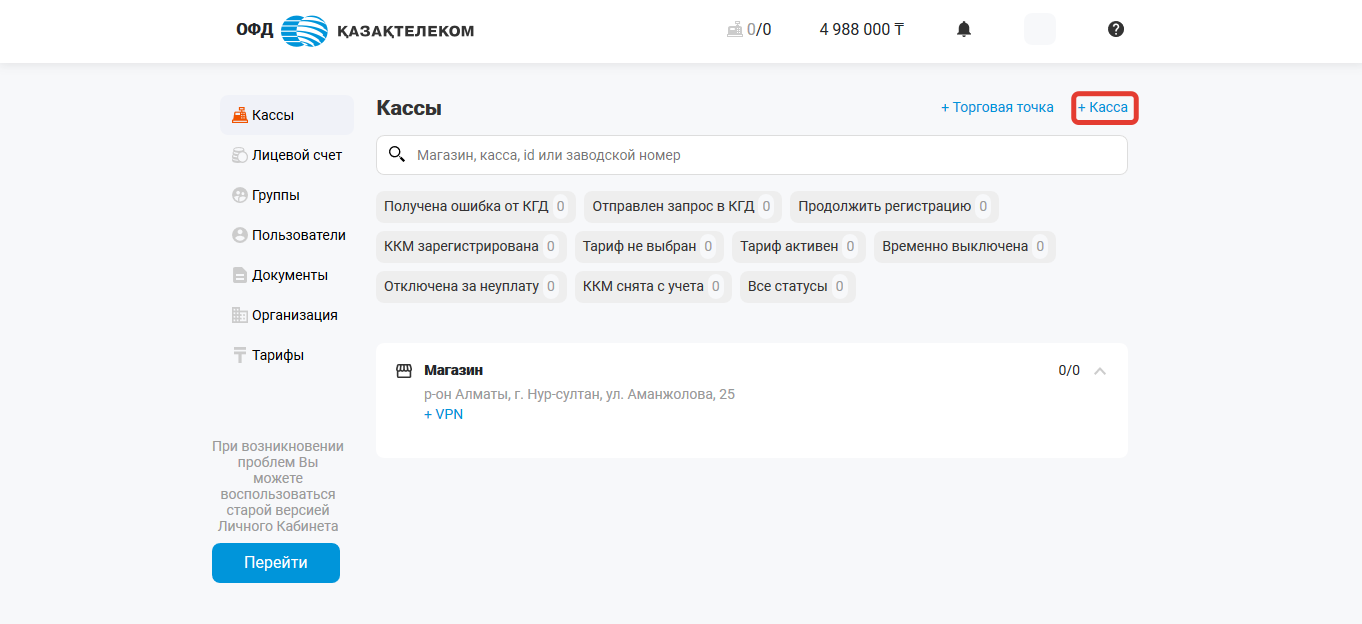 ОФД ҚАЗАҚТЕЛЕКОМ 0/0 4 988 000 ₸
Кассы
Лицевой счет
Группы
Пользователи
Документы
Организация
Тарифы
При возникновении
проблем Вы
можете
воспользоваться
старой версией
Личного Кабинета
Перейти
Кассы + Торговая точка + Касса
Магазин, касса, id или заводской номер
Получена ошибка от КГД 0 Отправлен запрос в КГД 0 Продолжить регистрацию 0
ККМ зарегистрирована 0 Тариф не выбран 0 Тариф активен 0 Временно выключена 0
Отключена за неуплату 0 ККМ снята с учета 0 Все статусы 0
Магазин 0/0
р-он Алматы, г. Нур-султан, ул. Аманжолова, 25
+ VPN